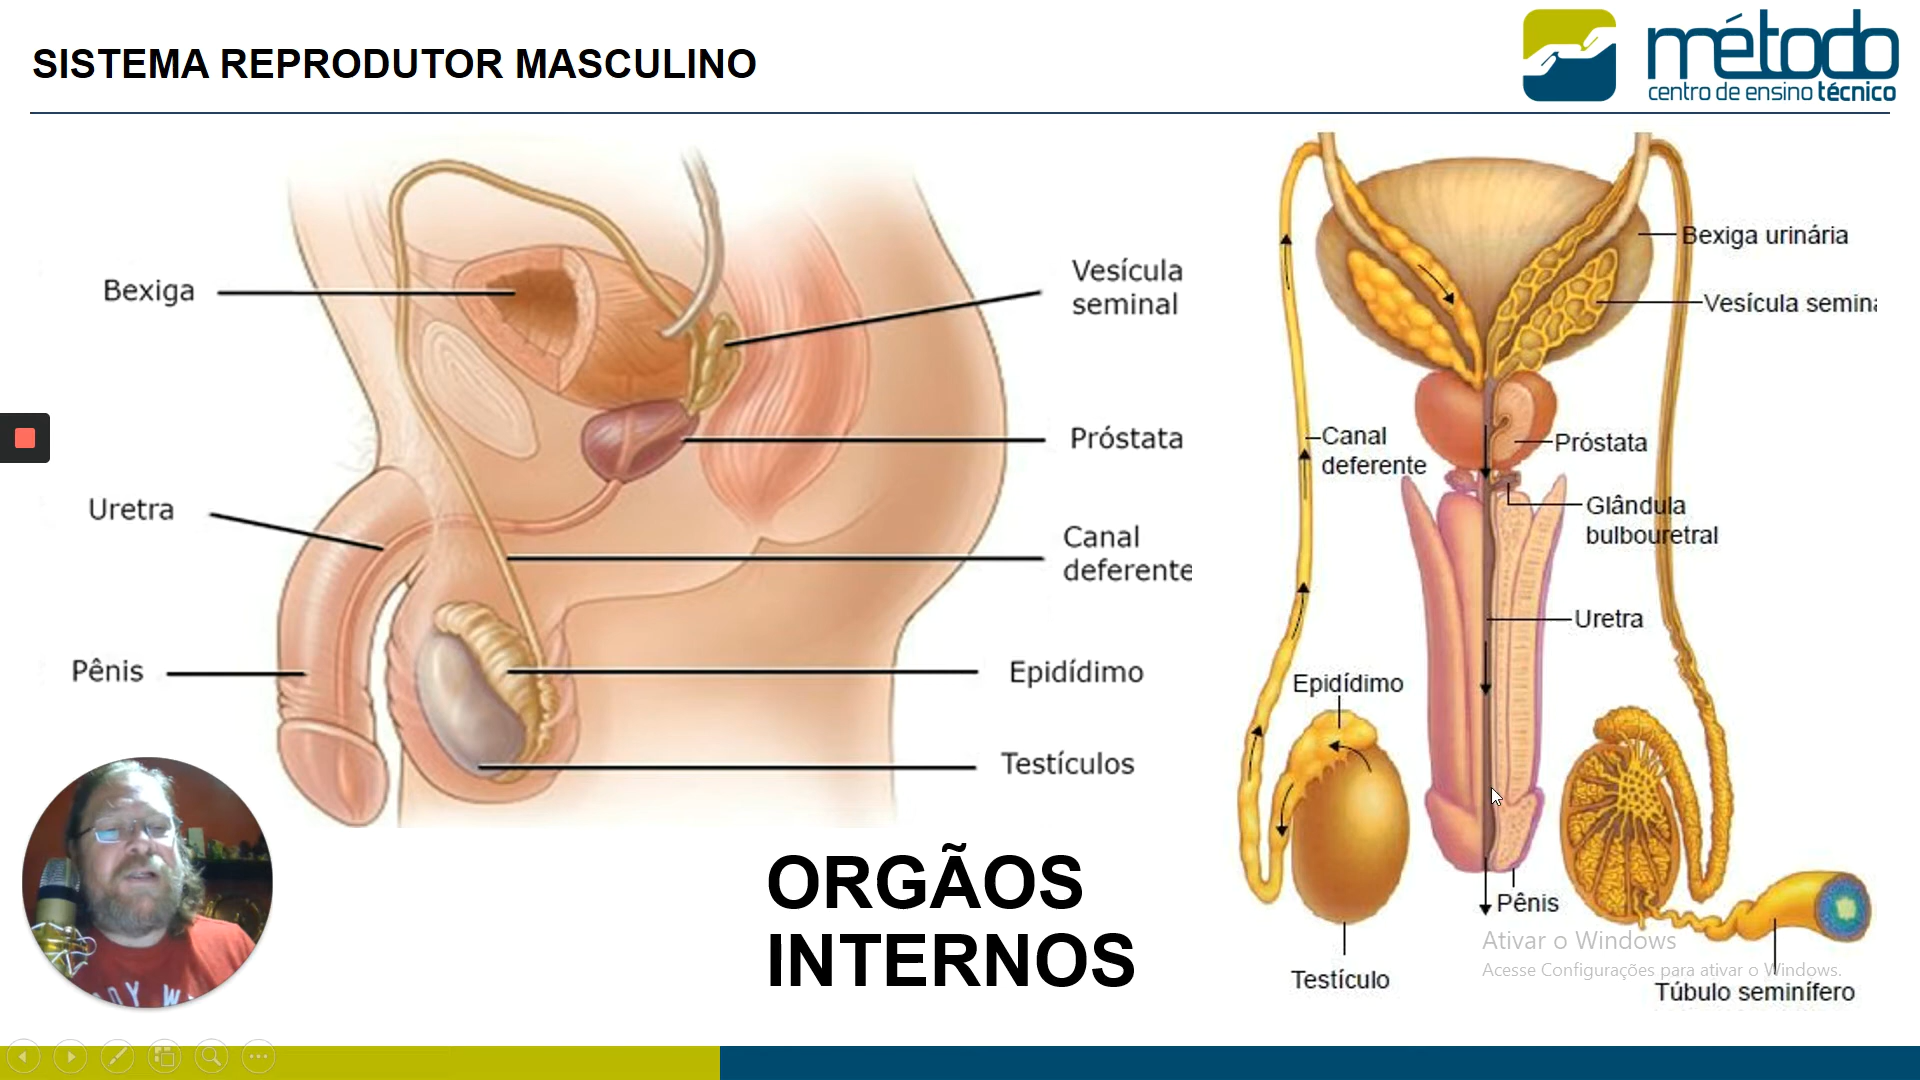 SISTEMA REPRODUTOR MASCULINO
método
centro de ensino técnico
Bexiga
Uretra
Pênis
Vesícula
seminal
Próstata
Canal
deferente
Epidídimo
Testículos
Bexiga urinária
Vesícula semina
Canal
deferente
Próstata
Glândula
bulbouretral
Uretra
Epidídimo
Pênis
Testículo
Túbulo seminífero
ORGÃOS
INTERNOS
Ativar o Windows
Acesse Configurações para ativar o Windows.